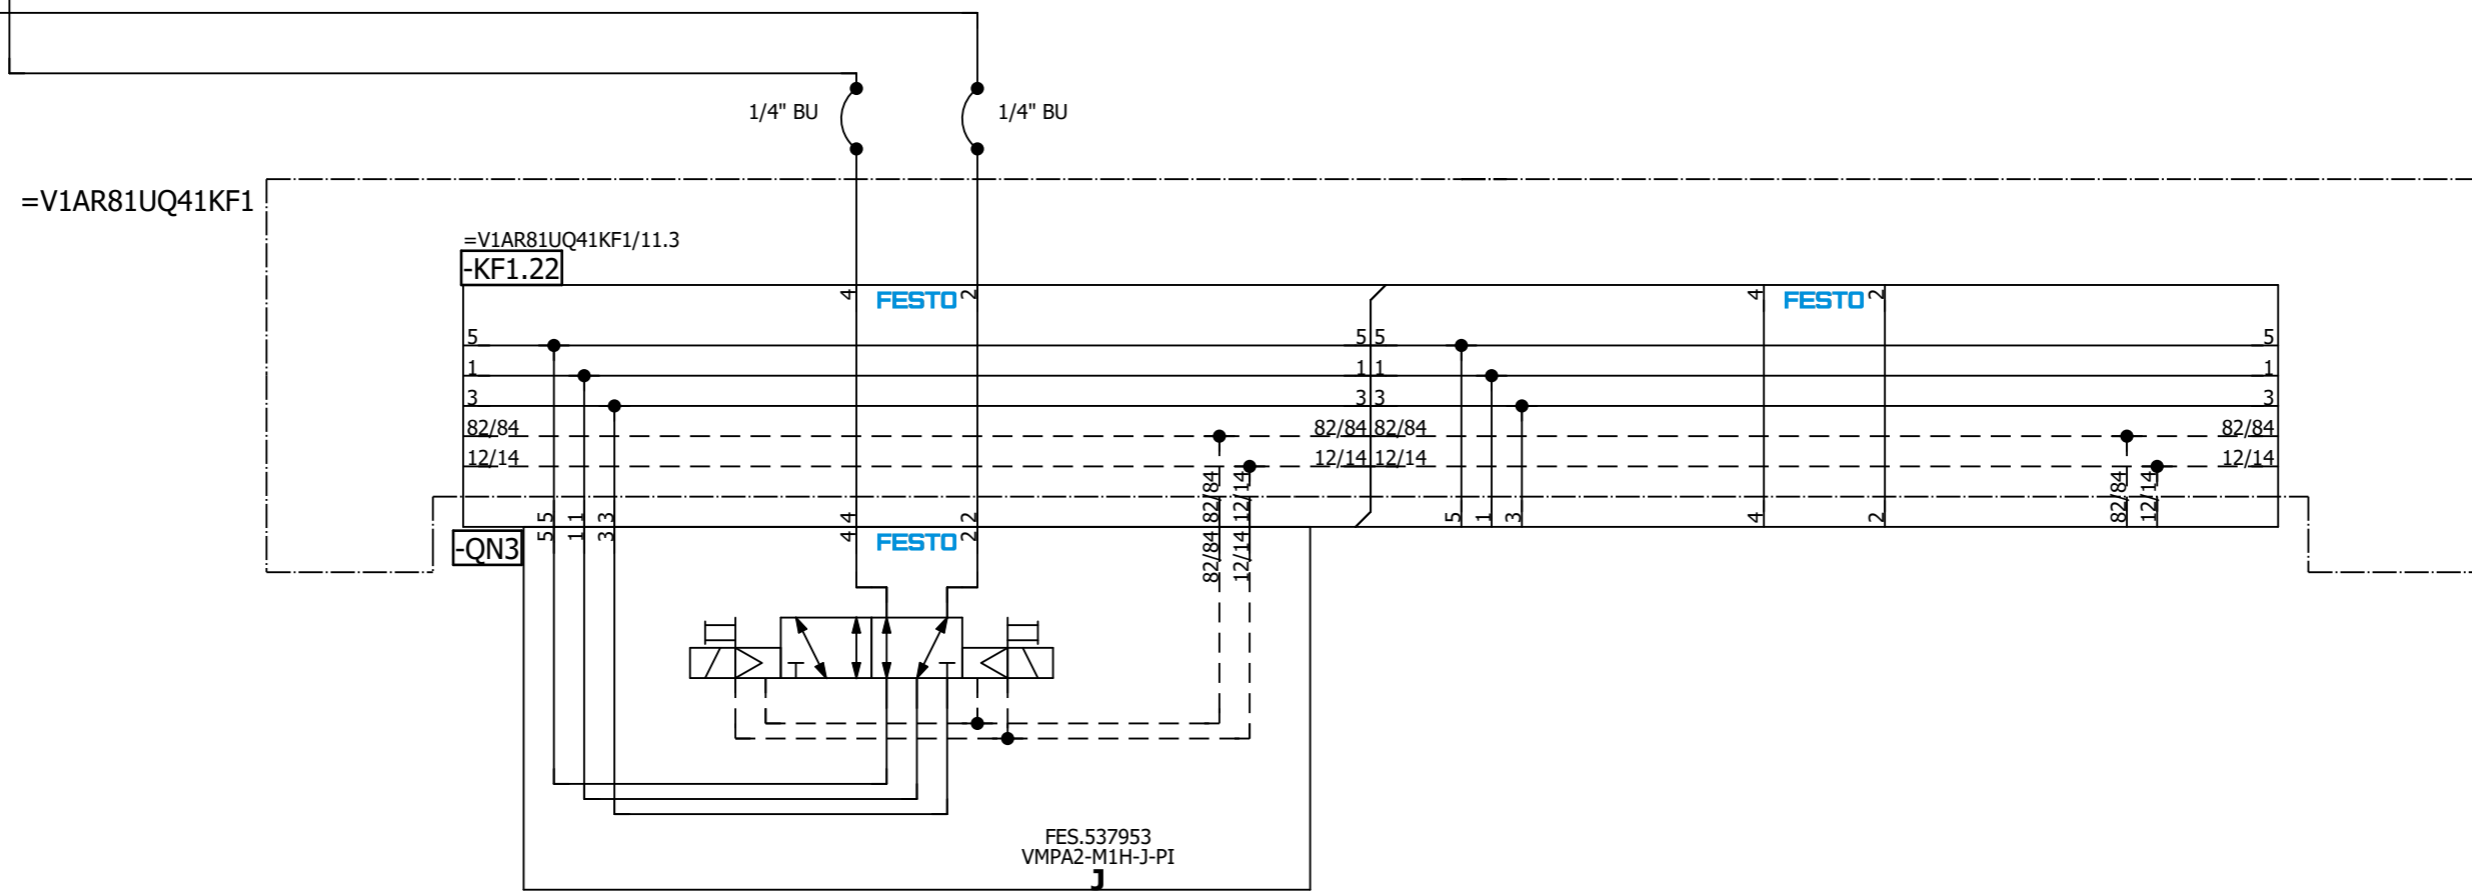 1/4" BU 1/4" BU
=V1AR81UQ41KF1
=V1AR81UQ41KF1/11.3
-KF1.22
4 FESTO 2 4 FESTO 2
5 5 5 5
1 1 1 1
3 3 3 3
82/84 82/84 82/84 82/84
12/14 12/14 12/14 12/14
5 1 3 4 2 82/84 12/14 5 1 3 4 2 82/84 12/14
-QN3
5 1 3 4 FESTO 2 82/84 12/14
FES.537953
VMPA2-M1H-J-PI
J